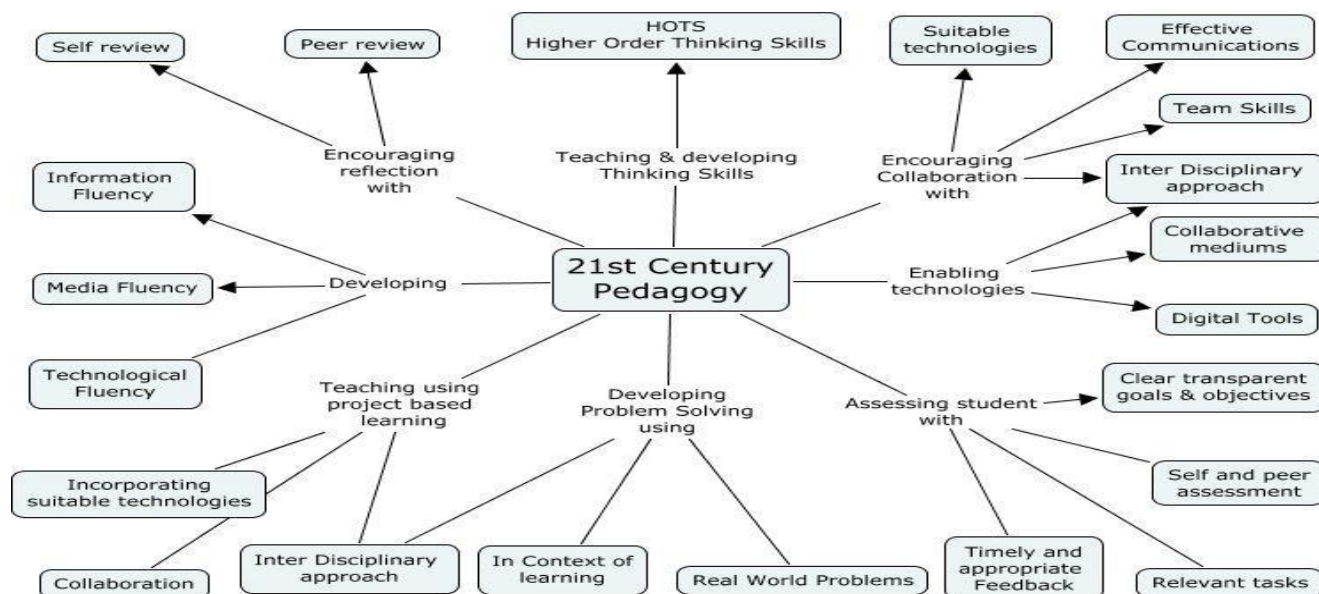 Self review
Peer review
HOTS
Higher Order Thinking Skills
Suitable
technologies
Effective
Communications
Team Skills
Encouraging
reflection
with
Teaching & developing
Thinking Skills
Encouraging
Collaboration
with
Information
Fluency
Inter Disciplinary
approach
Collaborative
mediums
21st Century
Pedagogy
Media Fluency
Developing
Enabling
technologies
Digital Tools
Technological
Fluency
Teaching using
project based
learning
Developing
Problem Solving
using
Assessing student
with
Clear transparent
goals & objectives
Incorporating
suitable technologies
Self and peer
assessment
Collaboration
Inter Disciplinary
approach
In Context of
learning
Real World Problems
Timely and
appropriate
Feedback
Relevant tasks